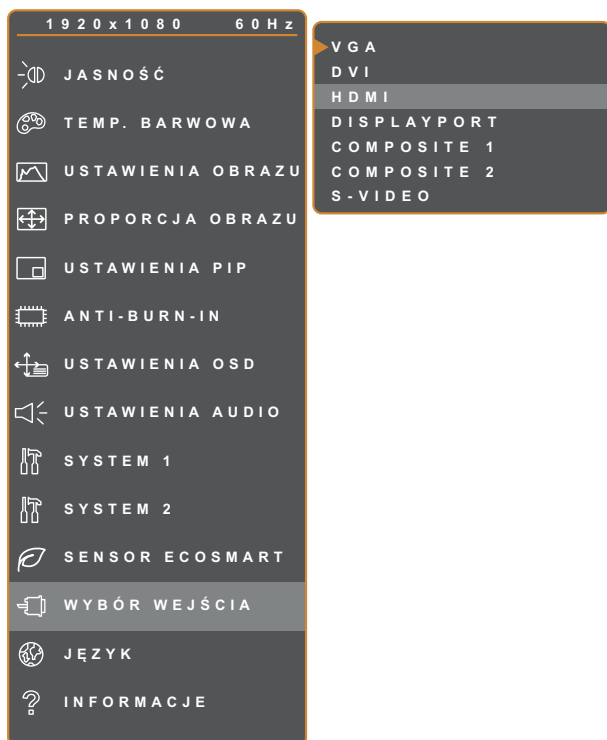 1920x1080 60Hz
JASNOŚĆ
TEMP. BARWOWA
USTAWIENIA OBRAZU
PROPORCJA OBRAZU
USTAWIENIA PIP
ANTI-BURN-IN
USTAWIENIA OSD
USTAWIENIA AUDIO
SYSTEM 1
SYSTEM 2
SENSOR ECOSMART
WYBÓR WEJŚCIA
JĘZYK
INFORMACJE
VGA
DVI
HDMI
DISPLAYPORT
COMPOSITE 1
COMPOSITE 2
S-VIDEO